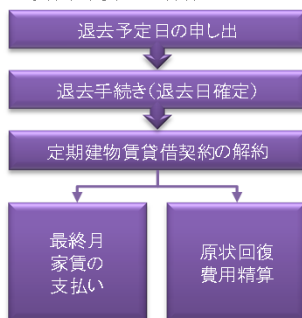 退去予定日の申し出
退去手続き(退去日確定)
定期建物賃貸借契約の解約
最終月
家賃の
支払い
原状回復
費用精算